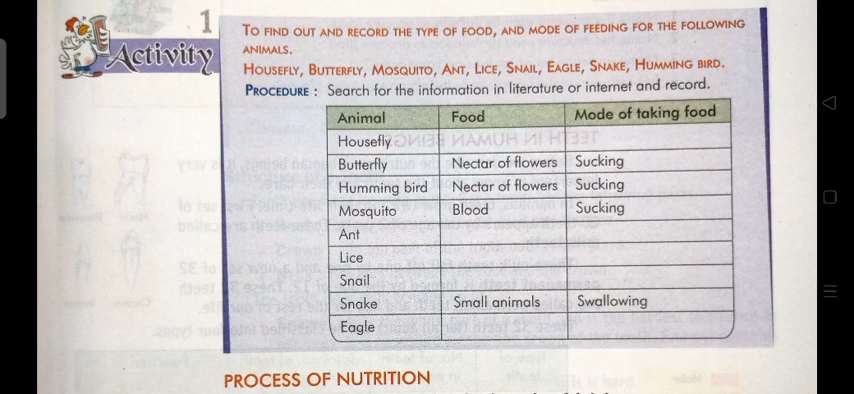 1
Activity
TO FIND OUT AND RECORD THE TYPE OF FOOD, AND MODE OF FEEDING FOR THE FOLLOWING
ANIMALS.
HOUSEFLY, BUTTERFLY, MOSQUITO, ANT, LICE, SNAIL, EAGLE, SNAKE, HUMMING BIRD.
PROCEDURE : Search for the information in literature or internet and record.
Animal Food Mode of taking food
Housefly
Butterfly Nectar of flowers Sucking
Humming bird Nectar of flowers Sucking
Mosquito Blood Sucking
Ant
Lice
Snail
Snake Small animals Swallowing
Eagle
PROCESS OF NUTRITION